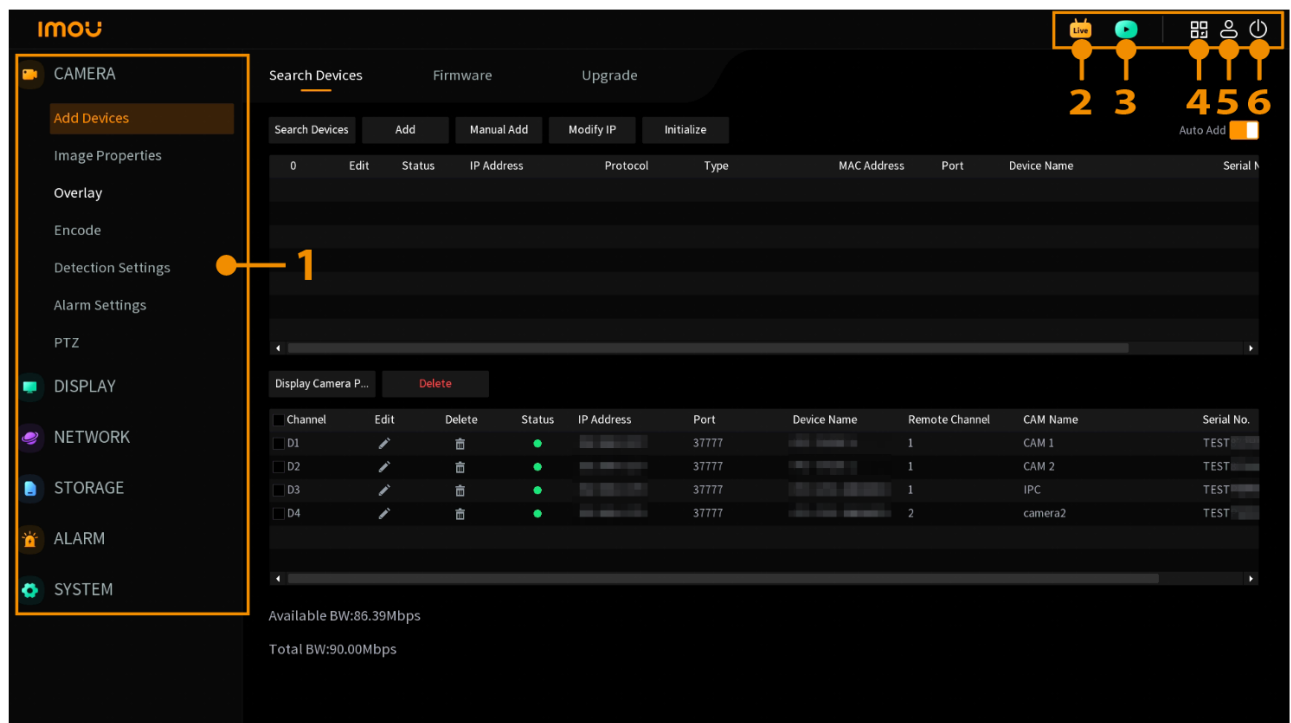 imou
Live
2 3 4 5 6
CAMERA
Add Devices
Image Properties
Overlay
Encode
Detection Settings
Alarm Settings
PTZ
DISPLAY
NETWORK
STORAGE
ALARM
SYSTEM
1
Search Devices Firmware Upgrade
Search Devices Add Manual Add Modify IP Initialize Auto Add
0 Edit Status IP Address Protocol Type MAC Address Port Device Name Serial
Display Camera P... Delete
Channel Edit Delete Status IP Address Port Device Name Remote Channel CAM Name Serial No.
D1 37777 1 CAM 1 TEST
D2 37777 1 CAM 2 TEST
D3 37777 1 IPC TEST
D4 37777 2 camera2 TEST
Available BW:86.39Mbps
Total BW:90.00Mbps